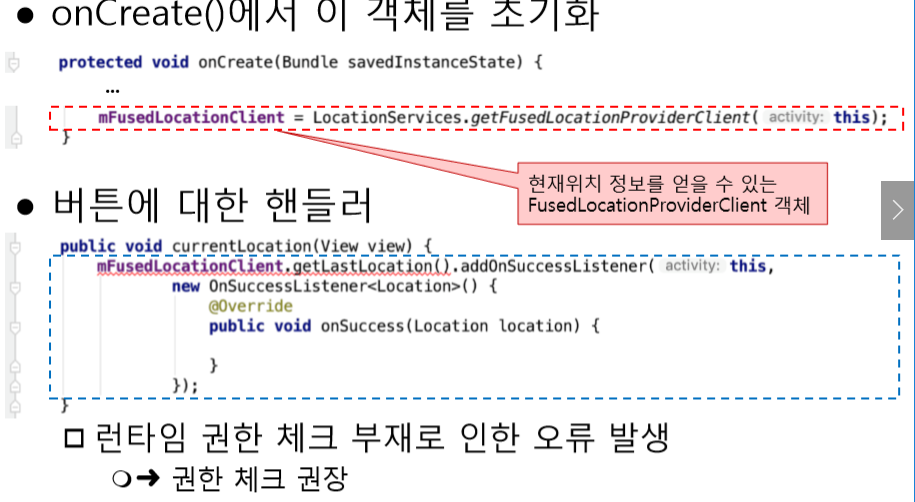 ● onCreate()에서 이 객체를 초기화
protected void onCreate(Bundle savedInstanceState) {
...
mFusedLocationClient = LocationServices.getFusedLocationProviderClient( activity: this);
}
현재위치 정보를 얻을 수 있는
FusedLocationProviderClient 객체
● 버튼에 대한 핸들러
public void currentLocation(View view) {
mFusedLocationClient.getLastLocation().addOnSuccessListener( activity: this,
new OnSuccessListener<Location>() {
@Override
public void onSuccess(Location location) {
}
});
}
런타임 권한 체크 부재로 인한 오류 발생
➔ 권한 체크 권장